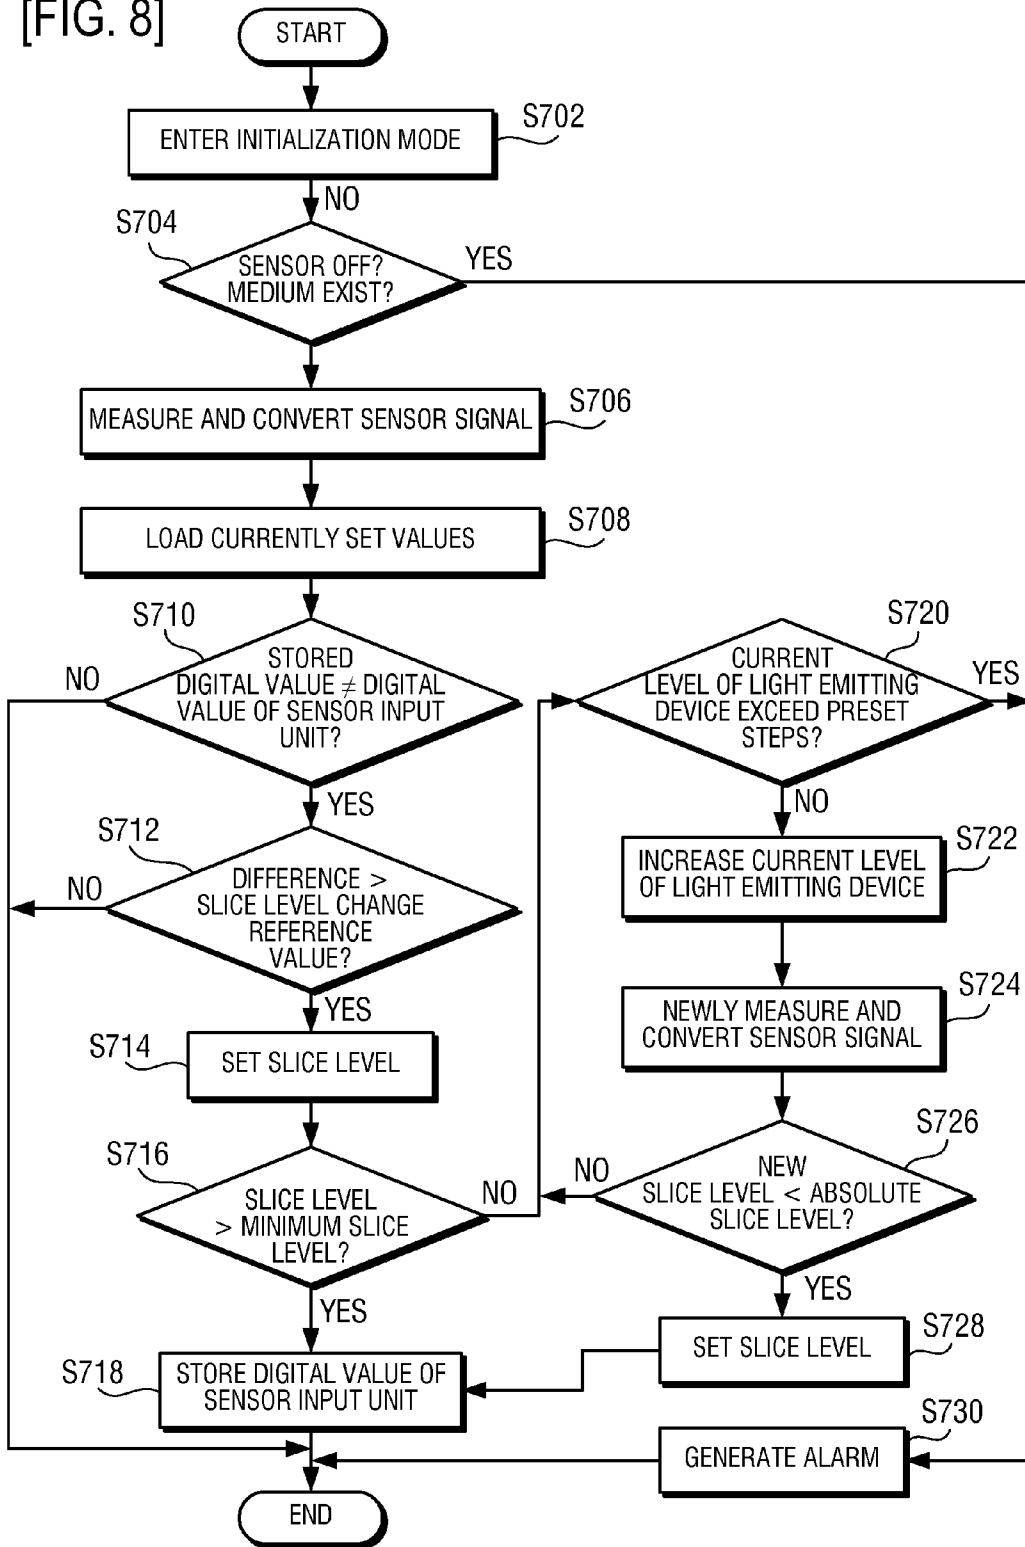 [FIG. 8]
START
ENTER INITIALIZATION MODE
S702
NO
S704
SENSOR OFF?
MEDIUM EXIST?
YES
MEASURE AND CONVERT SENSOR SIGNAL
S706
LOAD CURRENTLY SET VALUES
S708
S710
NO
STORED
DIGITAL VALUE ≠ DIGITAL
VALUE OF SENSOR INPUT
UNIT?
YES
S712
NO
DIFFERENCE >
SLICE LEVEL CHANGE
REFERENCE
VALUE?
YES
S714
SET SLICE LEVEL
S716
SLICE LEVEL
> MINIMUM SLICE
LEVEL?
NO
YES
S718
STORE DIGITAL VALUE OF
SENSOR INPUT UNIT
END
S720
CURRENT
LEVEL OF LIGHT EMITTING
DEVICE EXCEED PRESET
STEPS?
YES
NO
S722
INCREASE CURRENT LEVEL
OF LIGHT EMITTING DEVICE
S724
NEWLY MEASURE AND
CONVERT SENSOR SIGNAL
S726
NO
NEW
SLICE LEVEL < ABSOLUTE
SLICE LEVEL?
YES
SET SLICE LEVEL
S728
S730
GENERATE ALARM